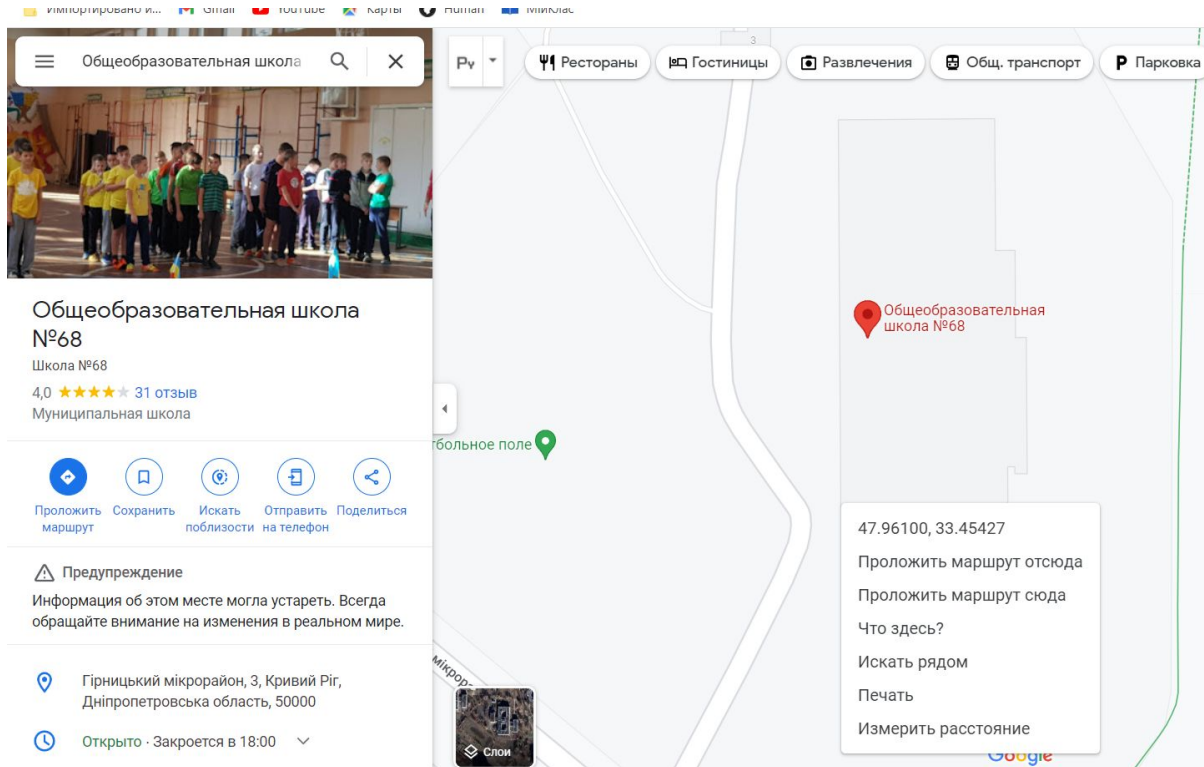 Импортировано и...
Gmail
YouTube
Карты
Human
МійКлас
Общеобразовательная школа
Ру
Рестораны
Гостиницы
Развлечения
Общ. транспорт
P Парковка
3
Общеобразовательная
школа №68
Общеобразовательная школа
№68
Школа №68
4,0 31 отзыв
Муниципальная школа
тбольное поле
Проложить
маршрут
Сохранить
Искать
поблизости
Отправить
на телефон
Поделиться
Предупреждение
Информация об этом месте могла устареть. Всегда
обращайте внимание на изменения в реальном мире.
Гірницький мікрорайон, 3, Кривий Ріг,
Дніпропетровська область, 50000
Открыто · Закроется в 18:00
мікрора
Слои
47.96100, 33.45427
Проложить маршрут отсюда
Проложить маршрут сюда
Что здесь?
Искать рядом
Печать
Измерить расстояние
Google